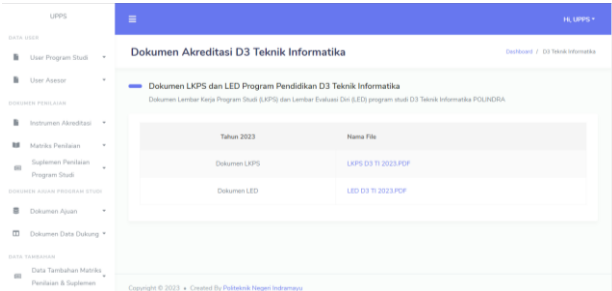 UPPS
Hi, UPPS
DATA USER
User Program Studi
User Asesor
DOKUMEN PENILAIAN
Instrumen Akreditasi
Matriks Penilaian
Suplemen Penilaian
Program Studi
DOKUMEN AJUAN PROGRAM STUDI
Dokumen Ajuan
Dokumen Data Dukung
DATA TAMBAHAN
Data Tambahan Matriks
Penilaian & Suplemen
Dokumen Akreditasi D3 Teknik Informatika
Dashboard / D3 Teknik Informatika
Dokumen LKPS dan LED Program Pendidikan D3 Teknik Informatika
Dokumen Lembar Kerja Program Studi (LKPS) dan Lembar Evaluasi Diri (LED) program studi D3 Teknik Informatika POLINDRA
Tahun 2023 Nama File
Dokumen LKPS LKPS D3 TI 2023.PDF
Dokumen LED LED D3 TI 2023.PDF
Copyright © 2023 • Created By Politeknik Negeri Indramayu